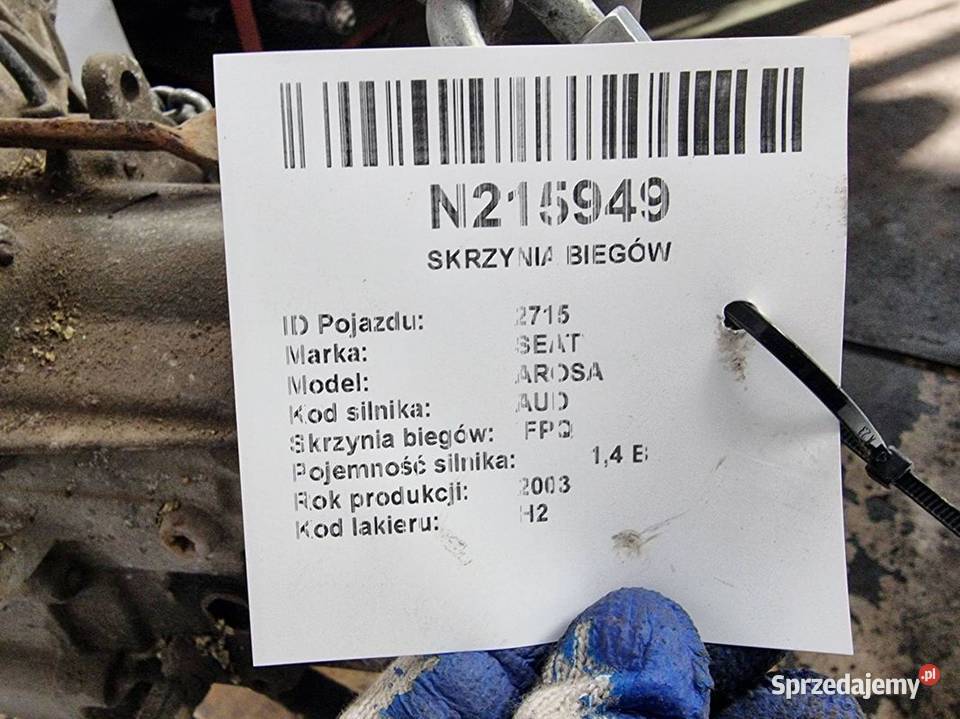 N215949
SKRZYNIA BIEGÓW
ID Pojazdu: 2715
Marka: SEAT
Model: AROSA
Kod silnika: AUD
Skrzynia biegów: FPQ
Pojemność silnika: 1,4 B
Rok produkcji: 2003
Kod lakieru: H2
Sprzedajemy.pl